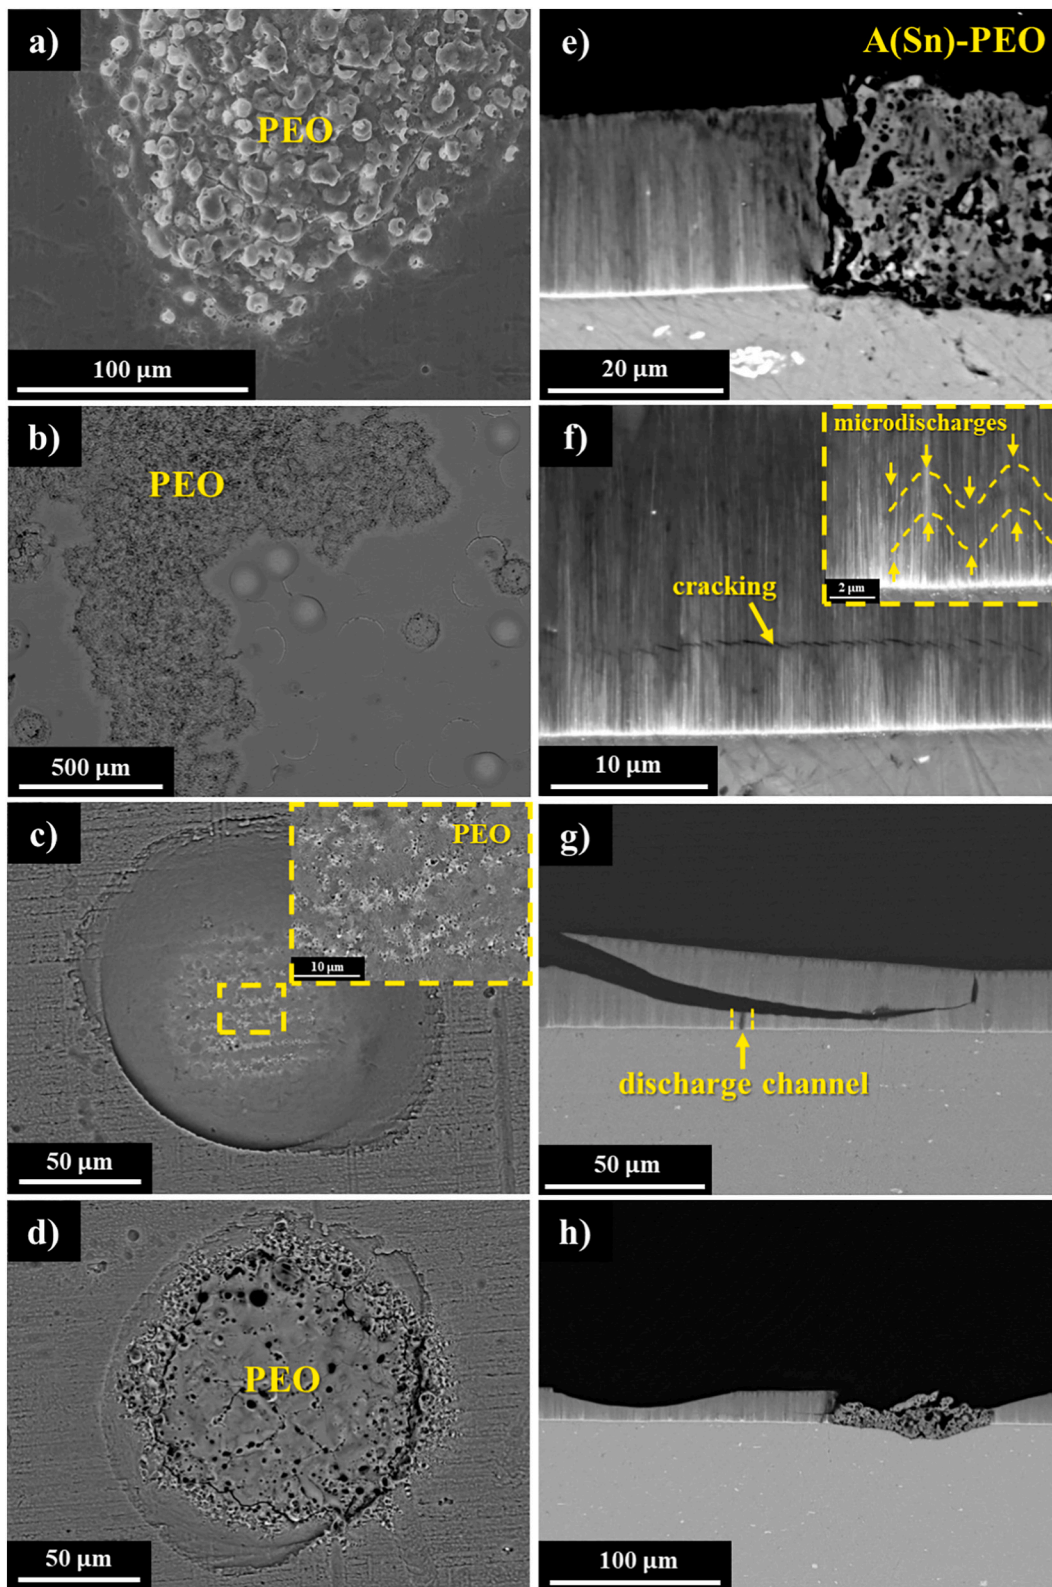 a)
PEO
100 µm
b)
PEO
500 µm
c)
PEO
10 µm
50 µm
d)
PEO
50 µm
e)
A(Sn)-PEO
20 µm
f)
microdischarges
2 µm
cracking
10 µm
g)
discharge channel
50 µm
h)
100 µm